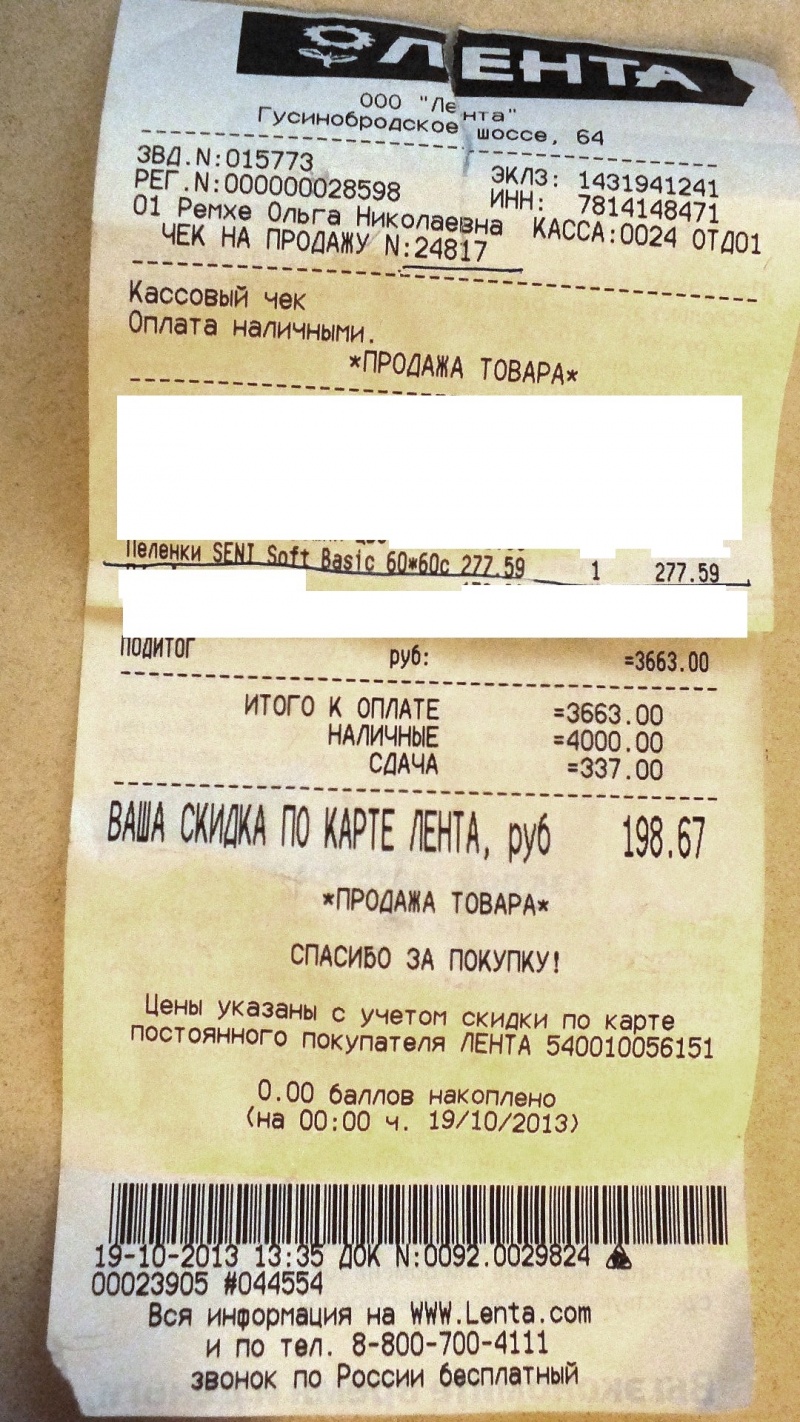 ЛЕНТА
ООО "Лента"
Гусинобродское шоссе, 64
ЗВД.N:015773 ЭКЛЗ: 1431941241
РЕГ.N:000000028598 ИНН: 7814148471
01 Ремхе Ольга Николаевна КАССА:0024 ОТД01
ЧЕК НА ПРОДАЖУ N:24817
Кассовый чек
Оплата наличными.
*ПРОДАЖА ТОВАРА*
Пеленки SENI Soft Basic 60*60с 277.59 1 277.59
ПОДИТОГ руб: =3663.00
ИТОГО К ОПЛАТЕ =3663.00
НАЛИЧНЫЕ =4000.00
СДАЧА =337.00
ВАША СКИДКА ПО КАРТЕ ЛЕНТА, руб 198.67
*ПРОДАЖА ТОВАРА*
СПАСИБО ЗА ПОКУПКУ!
Цены указаны с учетом скидки по карте
постоянного покупателя ЛЕНТА 540010056151
0.00 баллов накоплено
(на 00:00 ч. 19/10/2013)
19-10-2013 13:35 ДОК N:0092.0029824
00023905 #044554
Вся информация на WWW.Lenta.com
и по тел. 8-800-700-4111
звонок по России бесплатный